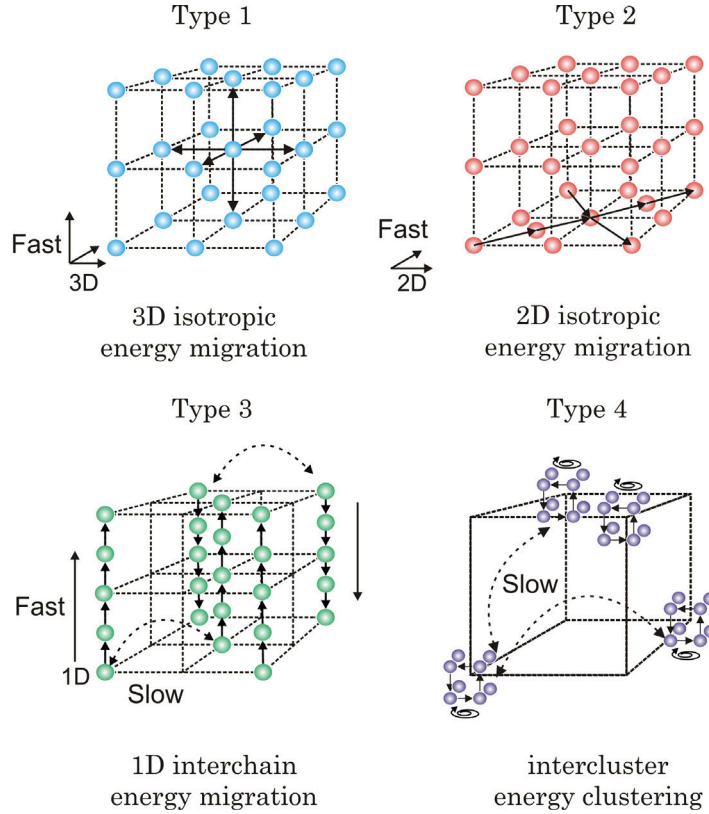 Type 1
Type 2
Fast
3D
Fast
2D
3D isotropic
energy migration
2D isotropic
energy migration
Type 3
Type 4
Fast
1D
Slow
Slow
1D interchain
energy migration
intercluster
energy clustering